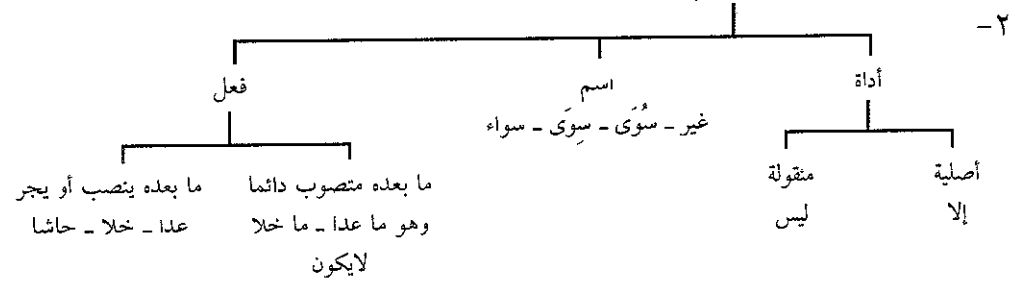 ٢-
أداة
اسم
فعل
غير - سُوَى - سِوَى - سواء
أصلية
منقولة
ما بعده متصوب دائما
ما بعده ينصب أو يجر
إلا
ليس
وهو ما عدا - ما خلا
عدا - خلا - حاشا
لايكون